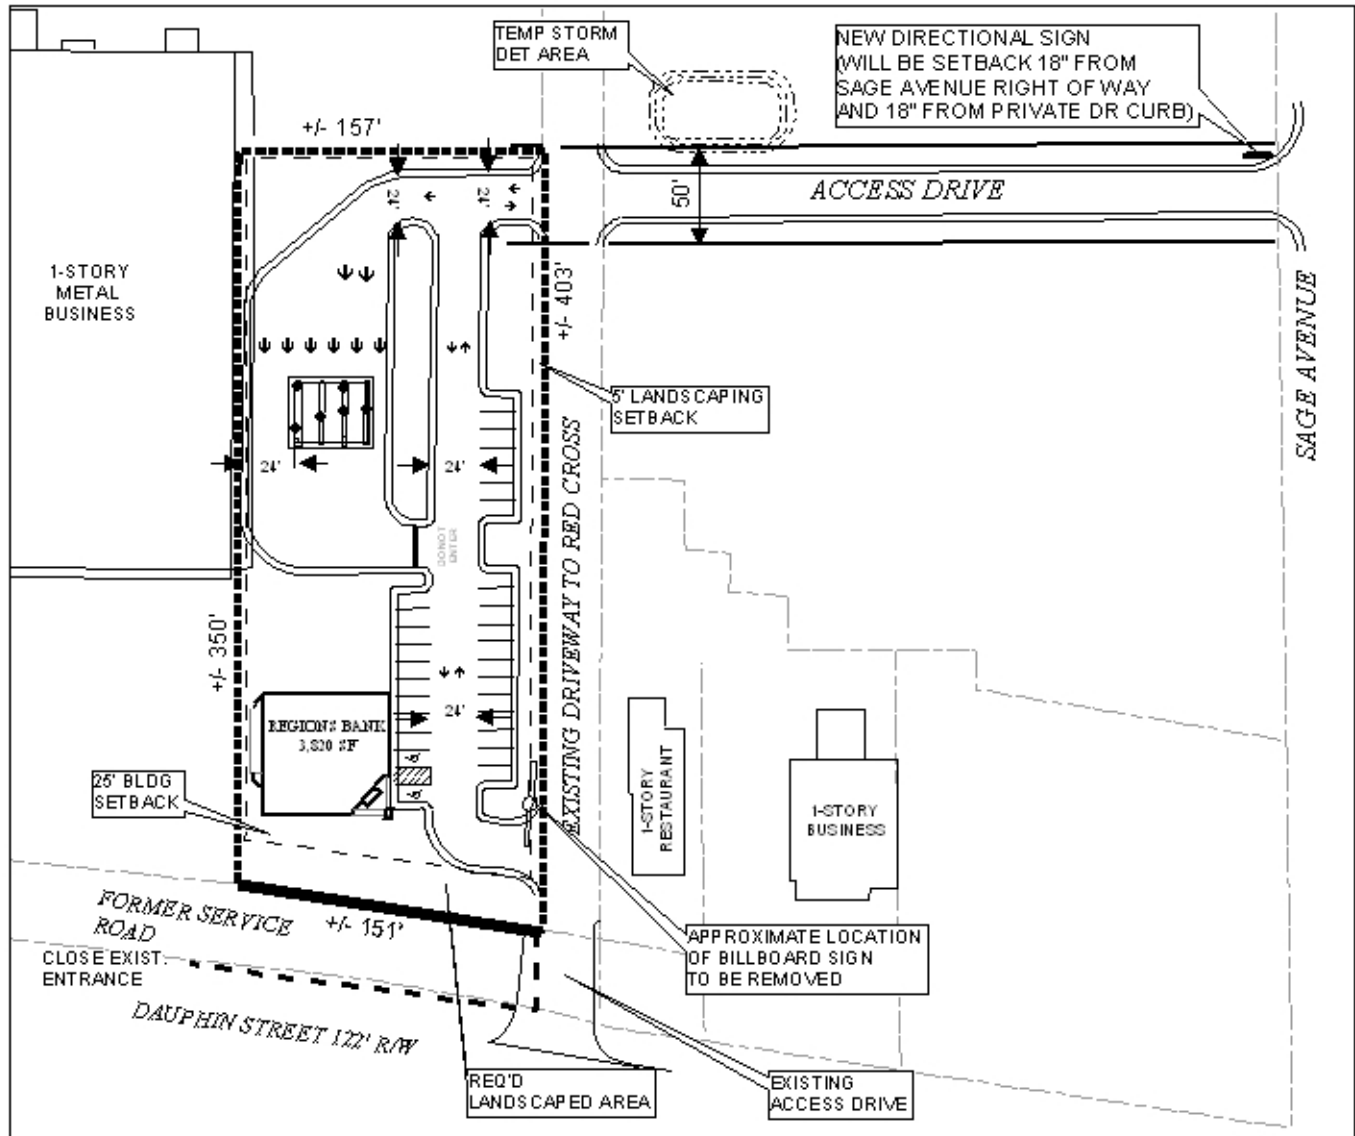 TEMP STORM
DET AREA
NEW DIRECTIONAL SIGN
(WILL BE SETBACK 18" FROM
SAGE AVENUE RIGHT OF WAY
AND 18" FROM PRIVATE DR CURB)
+/- 157'
ACCESS DRIVE
50'
24'
24'
1-STORY
METAL
BUSINESS
+/- 403'
SAGE AVENUE
5' LANDSCAPING
SETBACK
24'
24'
EXISTING DRIVEWAY TO RED CROSS
DO NOT
ENTER
+/- 350'
24'
REGIONS BANK
3,820 SF
25' BLDG
SETBACK
1-STORY
RESTAURANT
1-STORY
BUSINESS
FORMER SERVICE
ROAD
+/- 151'
APPROXIMATE LOCATION
OF BILLBOARD SIGN
TO BE REMOVED
CLOSE EXIST.
ENTRANCE
DAUPHIN STREET 122' R/W
REQ'D
LANDSCAPED AREA
EXISTING
ACCESS DRIVE